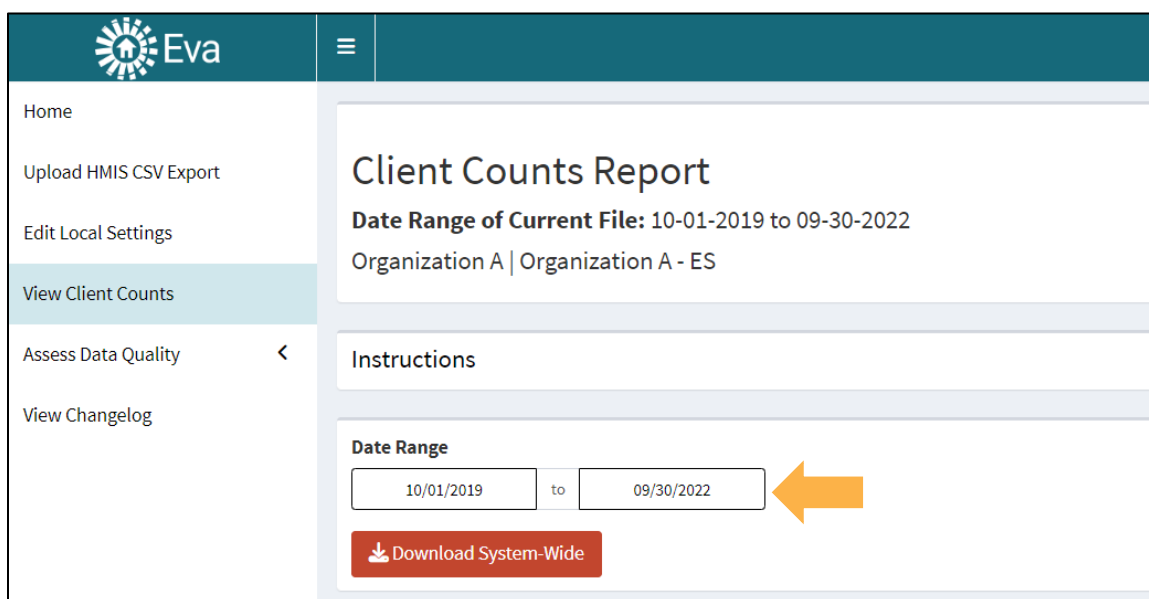 Eva
Home
Upload HMIS CSV Export
Edit Local Settings
View Client Counts
Assess Data Quality
View Changelog
Client Counts Report
Date Range of Current File: 10-01-2019 to 09-30-2022
Organization A | Organization A - ES
Instructions
Date Range
10/01/2019 to 09/30/2022
Download System-Wide